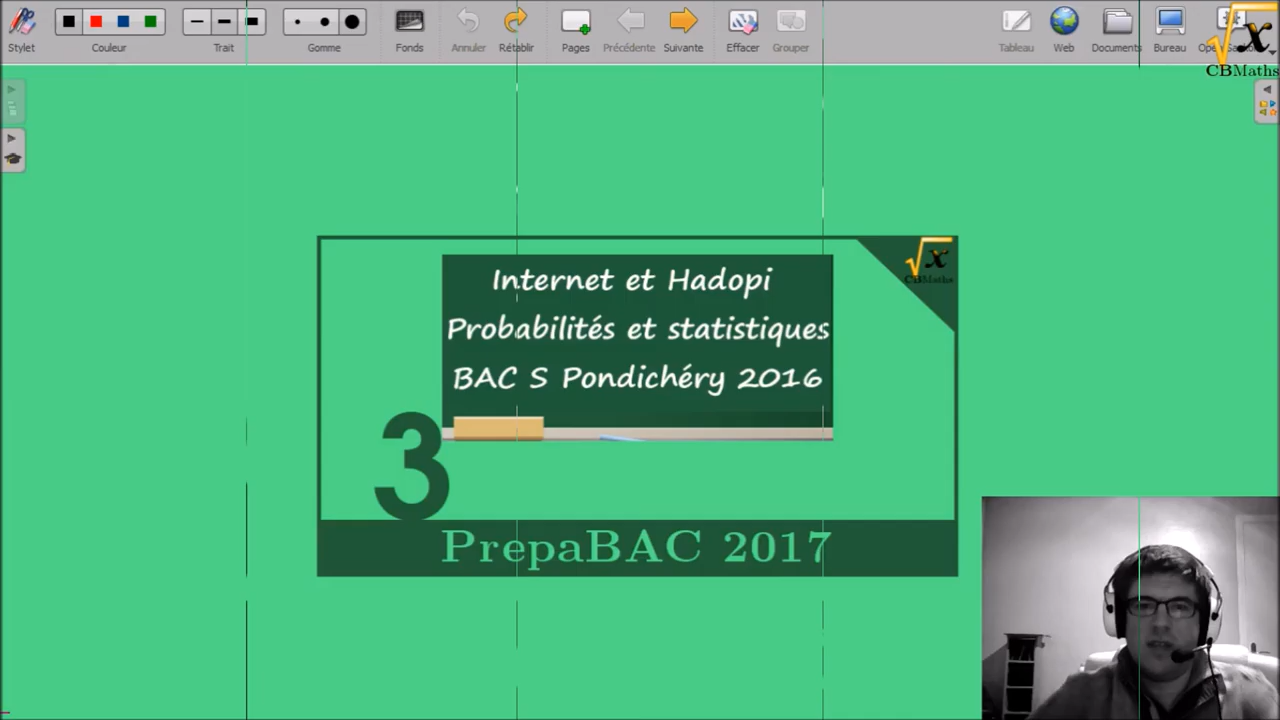 Stylet
Couleur
Trait
Gomme
Fonds
Annuler
Rétablir
Pages
Précédente
Suivante
Effacer
Grouper
Tableau
Web
Documents
Bureau
x
CBMaths
Internet et Hadopi
Probabilités et statistiques
BAC S Pondichéry 2016
x
CBMaths
3
PrepaBAC 2017